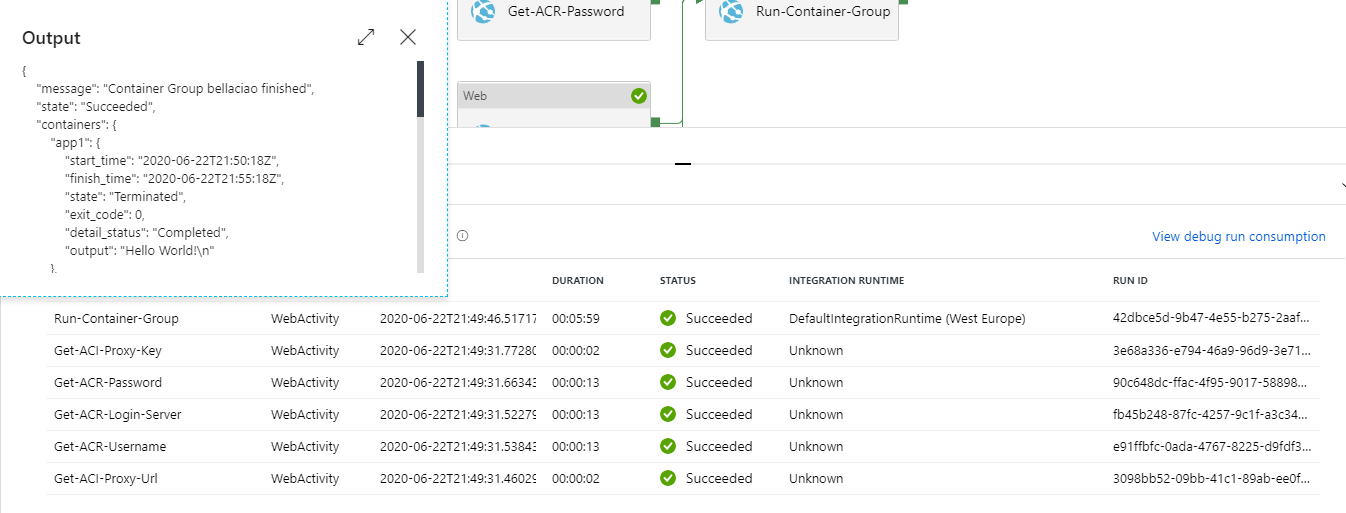 Output
{
"message": "Container Group bellaciao finished",
"state": "Succeeded",
"containers": {
"app1": {
"start_time": "2020-06-22T21:50:18Z",
"finish_time": "2020-06-22T21:55:18Z",
"state": "Terminated",
"exit_code": 0,
"detail_status": "Completed",
"output": "Hello World!\n"
},
Get-ACR-Password
Run-Container-Group
Web
View debug run consumption
DURATION STATUS INTEGRATION RUNTIME RUN ID
Run-Container-Group WebActivity 2020-06-22T21:49:46.51717 00:05:59 Succeeded DefaultIntegrationRuntime (West Europe) 42dbce5d-9b47-4e55-b275-2aaf...
Get-ACI-Proxy-Key WebActivity 2020-06-22T21:49:31.77280 00:00:02 Succeeded Unknown 3e68a336-e794-46a9-96d9-3e71...
Get-ACR-Password WebActivity 2020-06-22T21:49:31.66343 00:00:13 Succeeded Unknown 90c648dc-ffac-4f95-9017-58898...
Get-ACR-Login-Server WebActivity 2020-06-22T21:49:31.52279 00:00:13 Succeeded Unknown fb45b248-87fc-4257-9c1f-a3c34...
Get-ACR-Username WebActivity 2020-06-22T21:49:31.53843 00:00:13 Succeeded Unknown e91ffbfc-0ada-4767-8225-d9fdf3...
Get-ACI-Proxy-Url WebActivity 2020-06-22T21:49:31.46029 00:00:02 Succeeded Unknown 3098bb52-09bb-41c1-89ab-ee0f...